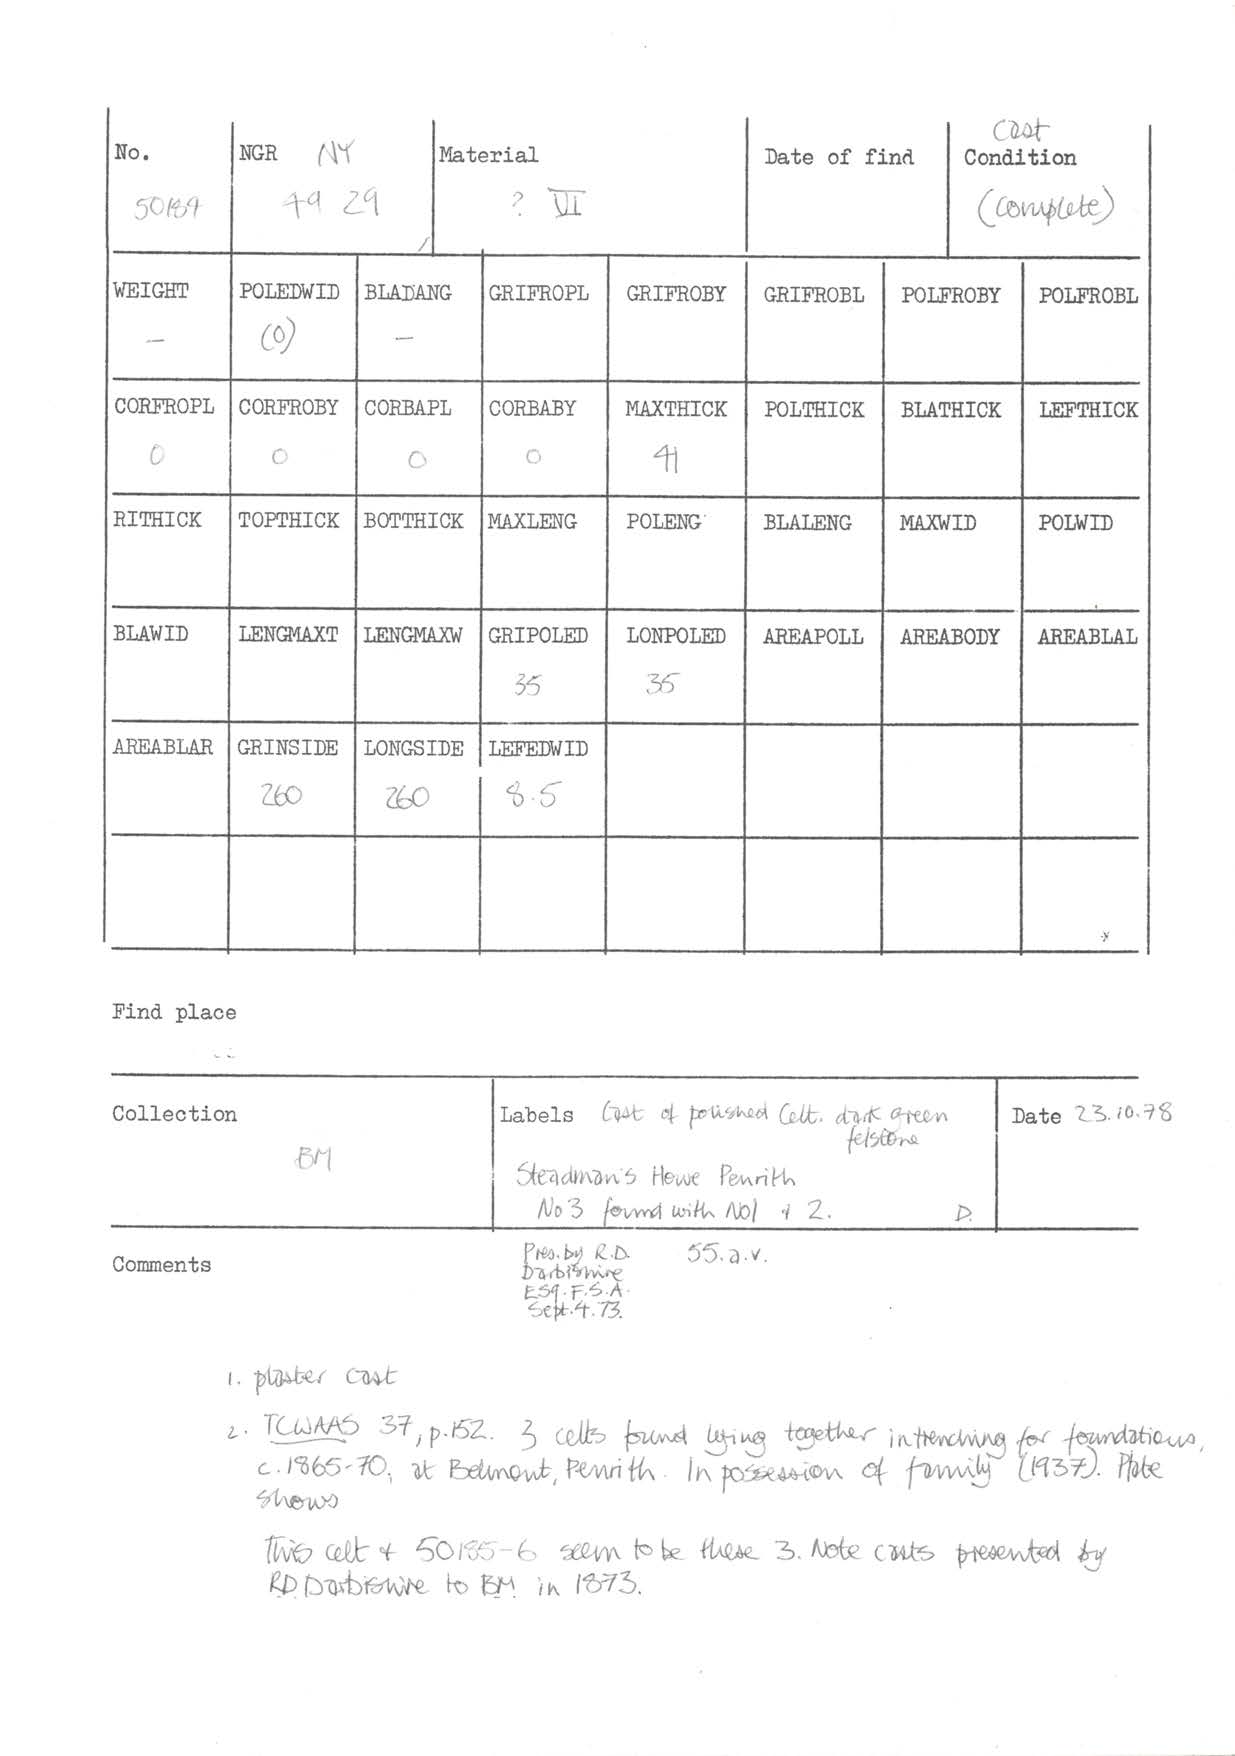 No. NGR NY Material Date of find Cast
Condition
50184 49 29 ? VI (complete)
WEIGHT POLEDWID BLADANG GRIFROPL GRIFROBY GRIFROBL POLFROBY POLFROBL
– (0) –
CORFROPL CORFROBY CORBAPL CORBABY MAXTHICK POLTHICK BLATHICK LEFTHICK
0 0 0 0 41
RITHICK TOPTHICK BOTTHICK MAXLENG POLENG BLALENG MAXWID POLWID
BLAWID LENGMAXT LENGMAXW GRIPOLED LONPOLED AREAPOLL AREABODY AREABLAL
35 35
AREABLAR GRINSIDE LONGSIDE LEFEDWID
260 260 8.5
Find place
Collection
BM
Labels Cast of polished Celt. dark green
felstone
Steadman's Howe Penrith
No 3 found with No1 + 2. D.
Date 23.10.78
Pres. by R.D. 55.a.v.
Darbishire
Esq. F.S.A.
Sept. 4. 73.
Comments
1. plaster cast
2. TCWAAS 37, p.152. 3 celts found lying together in trenching for foundations,
c.1865-70, at Belmont, Penrith. In possession of family (1937). Plate
shows
This celt + 50185-6 seem to be these 3. Note casts presented by
RD Darbishire to BM in 1873.